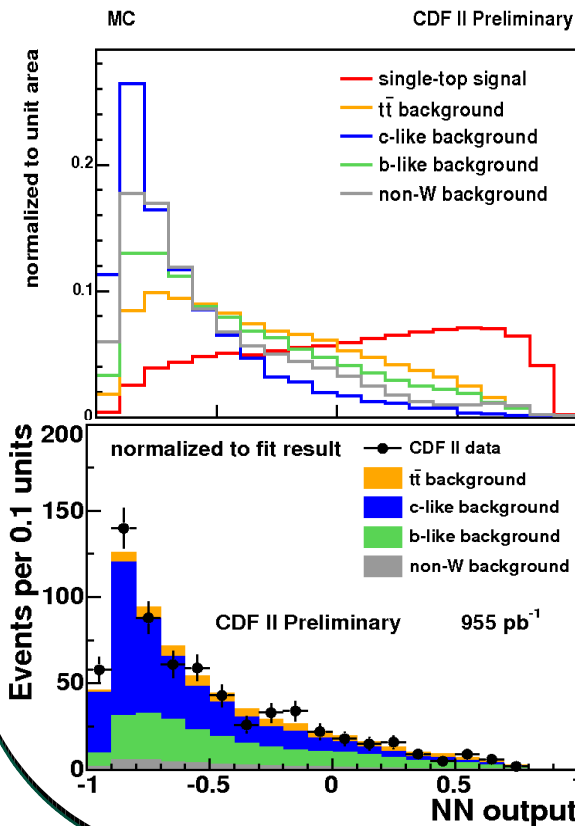 MC CDF II Preliminary
normalized to unit area
single-top signal
tt̄ background
c-like background
b-like background
non-W background
0.2
0.1
0
normalized to fit result
CDF II data
tt̄ background
c-like background
b-like background
non-W background
CDF II Preliminary 955 pb⁻¹
Events per 0.1 units
200
150
100
50
0
-1 -0.5 0 0.5
NN output